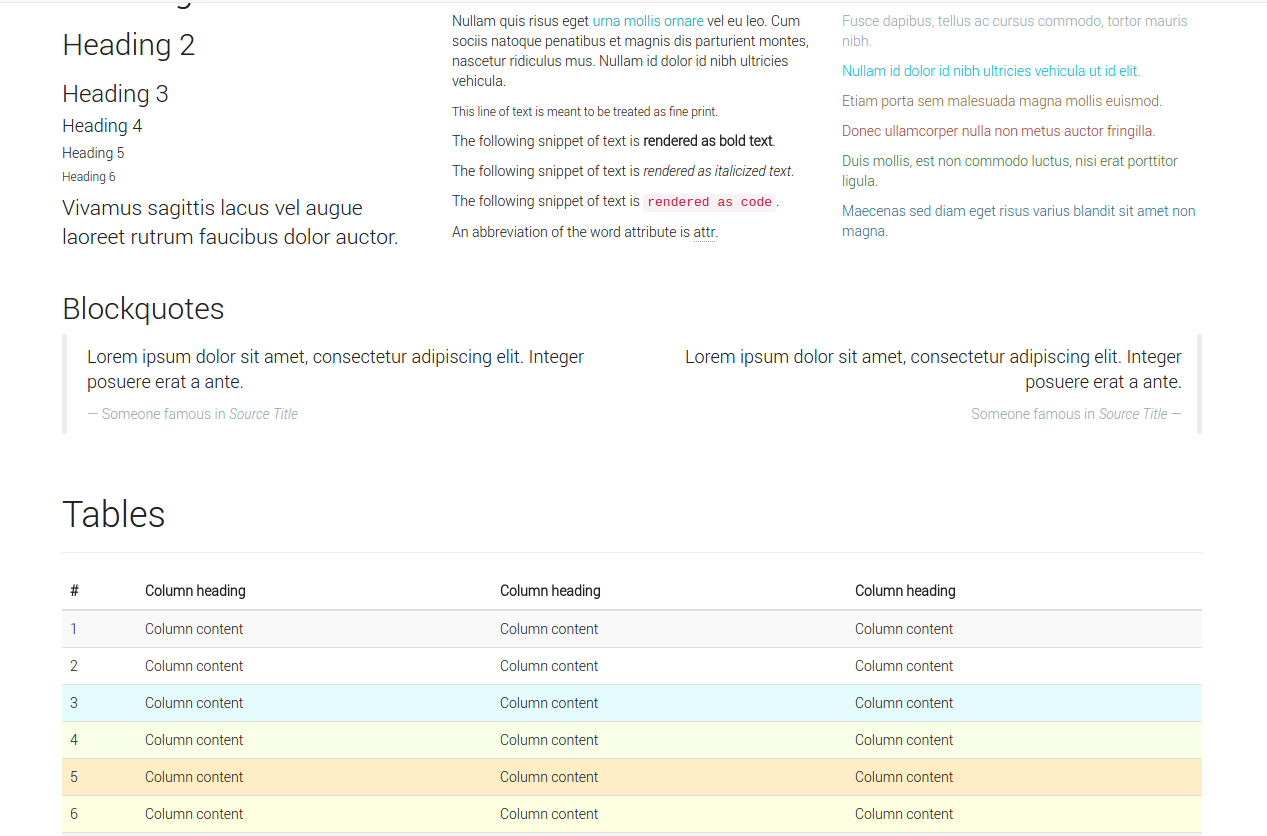 Heading 2
Heading 3
Heading 4
Heading 5
Heading 6
Vivamus sagittis lacus vel augue
laoreet rutrum faucibus dolor auctor.
Nullam quis risus eget urna mollis ornare vel eu leo. Cum
sociis natoque penatibus et magnis dis parturient montes,
nascetur ridiculus mus. Nullam id dolor id nibh ultricies
vehicula.
This line of text is meant to be treated as fine print.
The following snippet of text is rendered as bold text.
The following snippet of text is rendered as italicized text.
The following snippet of text is rendered as code.
An abbreviation of the word attribute is attr.
Fusce dapibus, tellus ac cursus commodo, tortor mauris
nibh.
Nullam id dolor id nibh ultricies vehicula ut id elit.
Etiam porta sem malesuada magna mollis euismod.
Donec ullamcorper nulla non metus auctor fringilla.
Duis mollis, est non commodo luctus, nisi erat porttitor
ligula.
Maecenas sed diam eget risus varius blandit sit amet non
magna.
Blockquotes
Lorem ipsum dolor sit amet, consectetur adipiscing elit. Integer
posuere erat a ante.
— Someone famous in Source Title
Lorem ipsum dolor sit amet, consectetur adipiscing elit. Integer
posuere erat a ante.
Someone famous in Source Title —
Tables
# Column heading Column heading Column heading
1 Column content Column content Column content
2 Column content Column content Column content
3 Column content Column content Column content
4 Column content Column content Column content
5 Column content Column content Column content
6 Column content Column content Column content